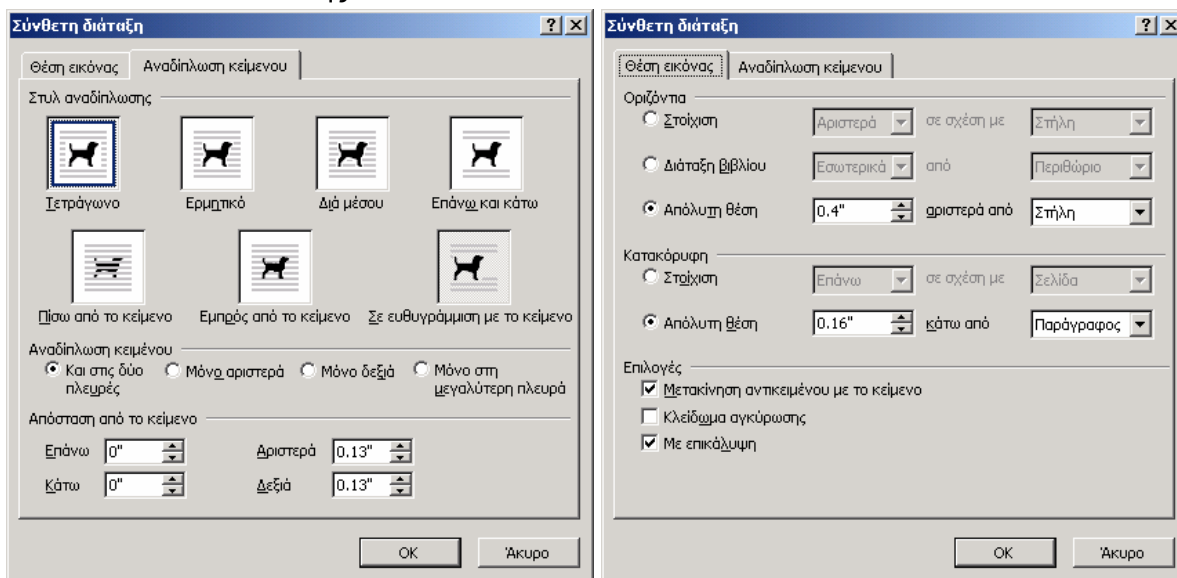 Σύνθετη διάταξη
Θέση εικόνας Αναδίπλωση κείμενου
Στυλ αναδίπλωσης
Τετράγωνο Ερμητικό Διά μέσου Επάνω και κάτω
Πίσω από το κείμενο Εμπρός από το κείμενο Σε ευθυγράμμιση με το κείμενο
Αναδίπλωση κειμένου
Και στις δύο πλευρές Μόνο αριστερά Μόνο δεξιά Μόνο στη μεγαλύτερη πλευρά
Απόσταση από το κείμενο
Επάνω 0" Αριστερά 0.13"
Κάτω 0" Δεξιά 0.13"
OK Άκυρο
Σύνθετη διάταξη
Θέση εικόνας Αναδίπλωση κείμενου
Οριζόντια
Στοίχιση Αριστερά σε σχέση με Στήλη
Διάταξη βιβλίου Εσωτερικά από Περιθώριο
Απόλυτη θέση 0.4" αριστερά από Στήλη
Κατακόρυφη
Στοίχιση Επάνω σε σχέση με Σελίδα
Απόλυτη θέση 0.16" κάτω από Παράγραφος
Επιλογές
Μετακίνηση αντικειμένου με το κείμενο
Κλείδωμα αγκύρωσης
Με επικάλυψη
OK Άκυρο